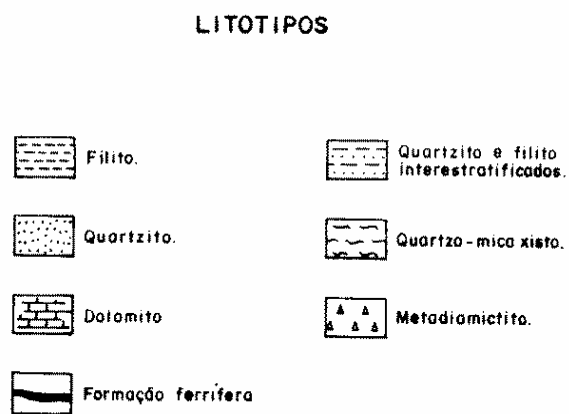 LITOTIPOS
Filito.
Quartzito.
Dolomito
Formação ferrífera
Quartzito e filito
interestratificados.
Quartzo-mica xisto.
Metadiamictito.